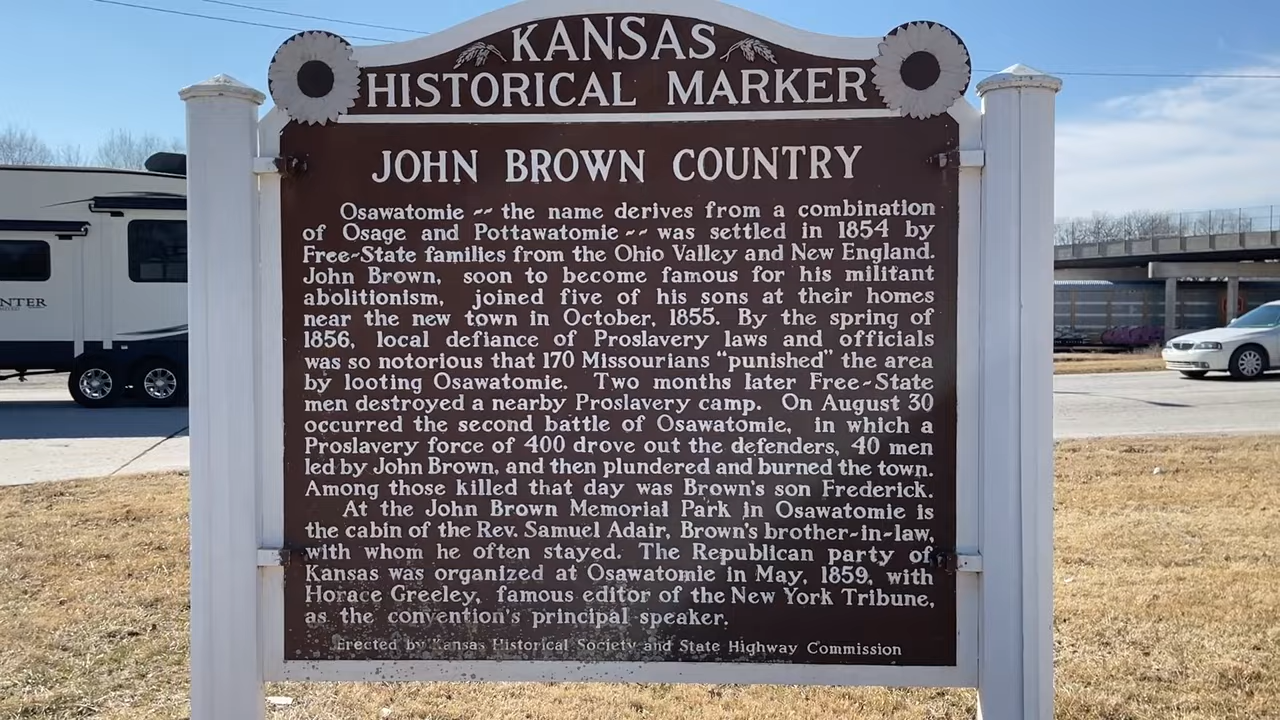 KANSAS
HISTORICAL MARKER
JOHN BROWN COUNTRY
Osawatomie -- the name derives from a combination
of Osage and Pottawatomie -- was settled in 1854 by
Free-State families from the Ohio Valley and New England.
John Brown, soon to become famous for his militant
abolitionism, joined five of his sons at their homes
near the new town in October, 1855. By the spring of
1856, local defiance of Proslavery laws and officials
was so notorious that 170 Missourians "punished" the area
by looting Osawatomie. Two months later Free-State
men destroyed a nearby Proslavery camp. On August 30
occurred the second battle of Osawatomie, in which a
Proslavery force of 400 drove out the defenders, 40 men
led by John Brown, and then plundered and burned the town.
Among those killed that day was Brown's son Frederick.
At the John Brown Memorial Park in Osawatomie is
the cabin of the Rev. Samuel Adair, Brown's brother-in-law,
with whom he often stayed. The Republican party of
Kansas was organized at Osawatomie in May, 1859, with
Horace Greeley, famous editor of the New York Tribune,
as the convention's principal speaker.
Erected by Kansas Historical Society and State Highway Commission